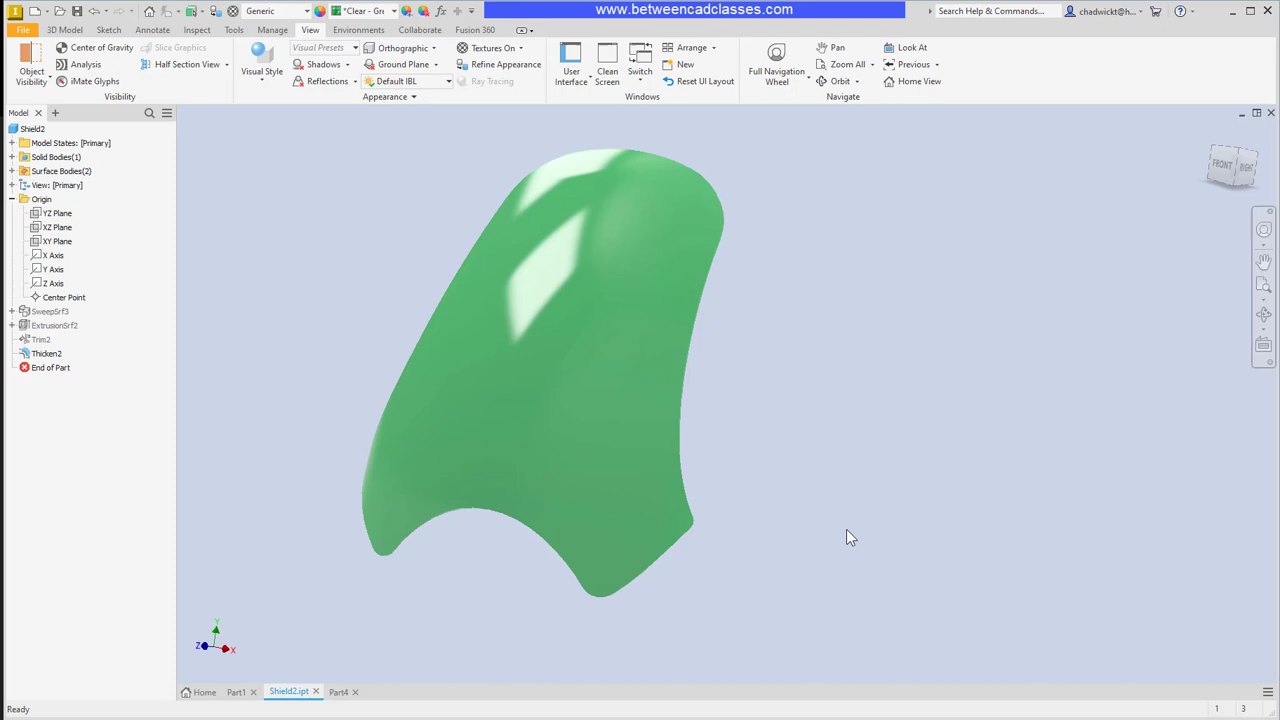 Generic
*Clear - Gre
www.betweencadclasses.com
Search Help & Commands...
chadwickt@h...
File
3D Model
Sketch
Annotate
Inspect
Tools
Manage
View
Environments
Collaborate
Fusion 360
Object Visibility
Center of Gravity
Analysis
iMate Glyphs
Slice Graphics
Half Section View
Visibility
Visual Style
Visual Presets
Shadows
Reflections
Orthographic
Ground Plane
Default IBL
Textures On
Refine Appearance
Ray Tracing
Appearance
User Interface
Clean Screen
Switch
Arrange
New
Reset UI Layout
Windows
Full Navigation Wheel
Pan
Zoom All
Orbit
Look At
Previous
Home View
Navigate
Model
Shield2
Model States: [Primary]
Solid Bodies(1)
Surface Bodies(2)
View: [Primary]
Origin
YZ Plane
XZ Plane
XY Plane
X Axis
Y Axis
Z Axis
Center Point
SweepSrf3
ExtrusionSrf2
Trim2
Thicken2
End of Part
FRONT
RIGHT
Y
Z
X
Home
Part1
Shield2.ipt
Part4
Ready
1
3